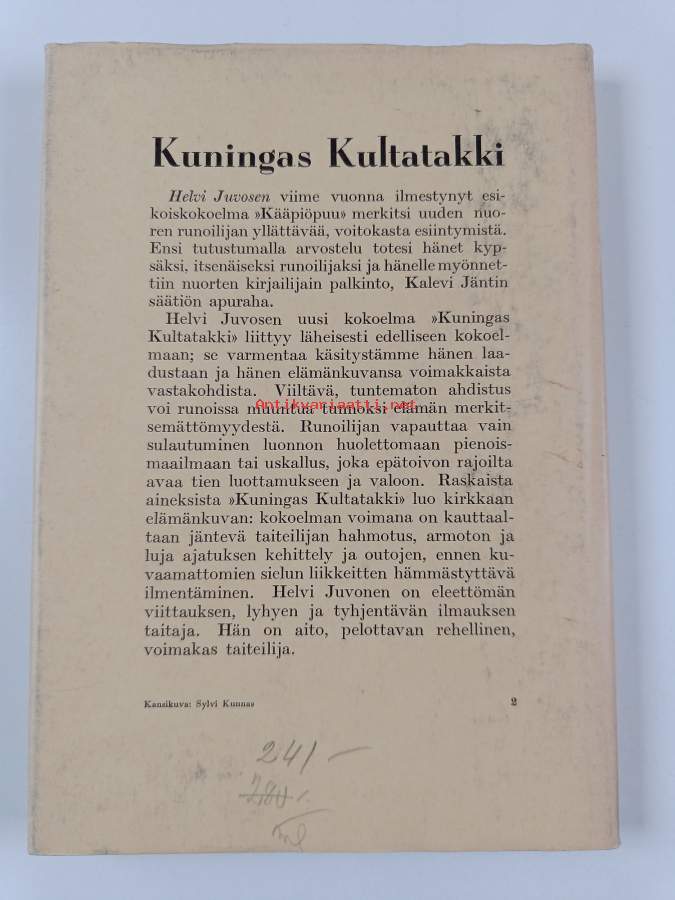 Kuningas Kultatakki
Helvi Juvosen viime vuonna ilmestynyt esi-
koiskokoelma »Kääpiöpuu» merkitsi uuden nuo-
ren runoilijan yllättävää, voitokasta esiintymistä.
Ensi tutustumalla arvostelu totesi hänet kyp-
säksi, itsenäiseksi runoilijaksi ja hänelle myönnet-
tiin nuorten kirjailijain palkinto, Kalevi Jäntin
säätiön apuraha.
Helvi Juvosen uusi kokoelma »Kuningas
Kultatakki» liittyy läheisesti edelliseen kokoel-
maan; se varmentaa käsitystämme hänen laa-
dustaan ja hänen elämänkuvansa voimakkaista
vastakohdista. Viiltävä, tuntematon ahdistus
voi runoissa muuntua tunnoksi elämän merkit-
Antikvariaatti.net
semättömyydestä. Runoilijan vapauttaa vain
sulautuminen luonnon huolettomaan pienois-
maailmaan tai uskallus, joka epätoivon rajoilta
avaa tien luottamukseen ja valoon. Raskaista
aineksista »Kuningas Kultatakki» luo kirkkaan
elämänkuvan: kokoelman voimana on kauttaal-
taan jäntevä taiteilijan hahmotus, armoton ja
luja ajatuksen kehittely ja outojen, ennen ku-
vaamattomien sielun liikkeitten hämmästyttävä
ilmentäminen. Helvi Juvonen on eleettömän
viittauksen, lyhyen ja tyhjentävän ilmauksen
taitaja. Hän on aito, pelottavan rehellinen,
voimakas taiteilija.
Kansikuva: Sylvi Kunnas 2
241-